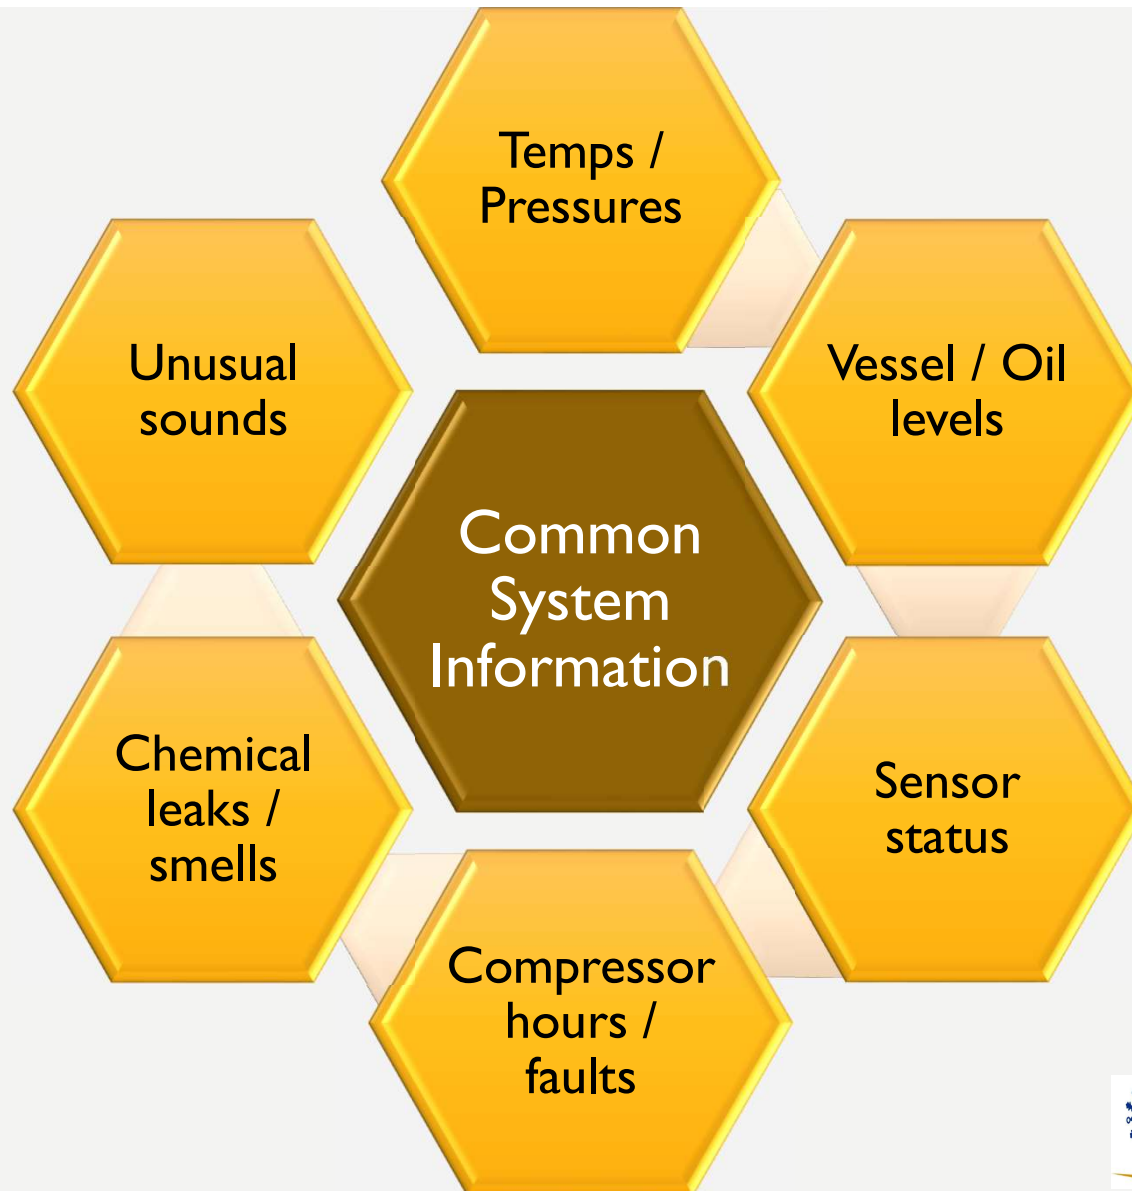 Temps /
Pressures
Vessel / Oil
levels
Sensor
status
Compressor
hours /
faults
Chemical
leaks /
smells
Unusual
sounds
Common
System
Information